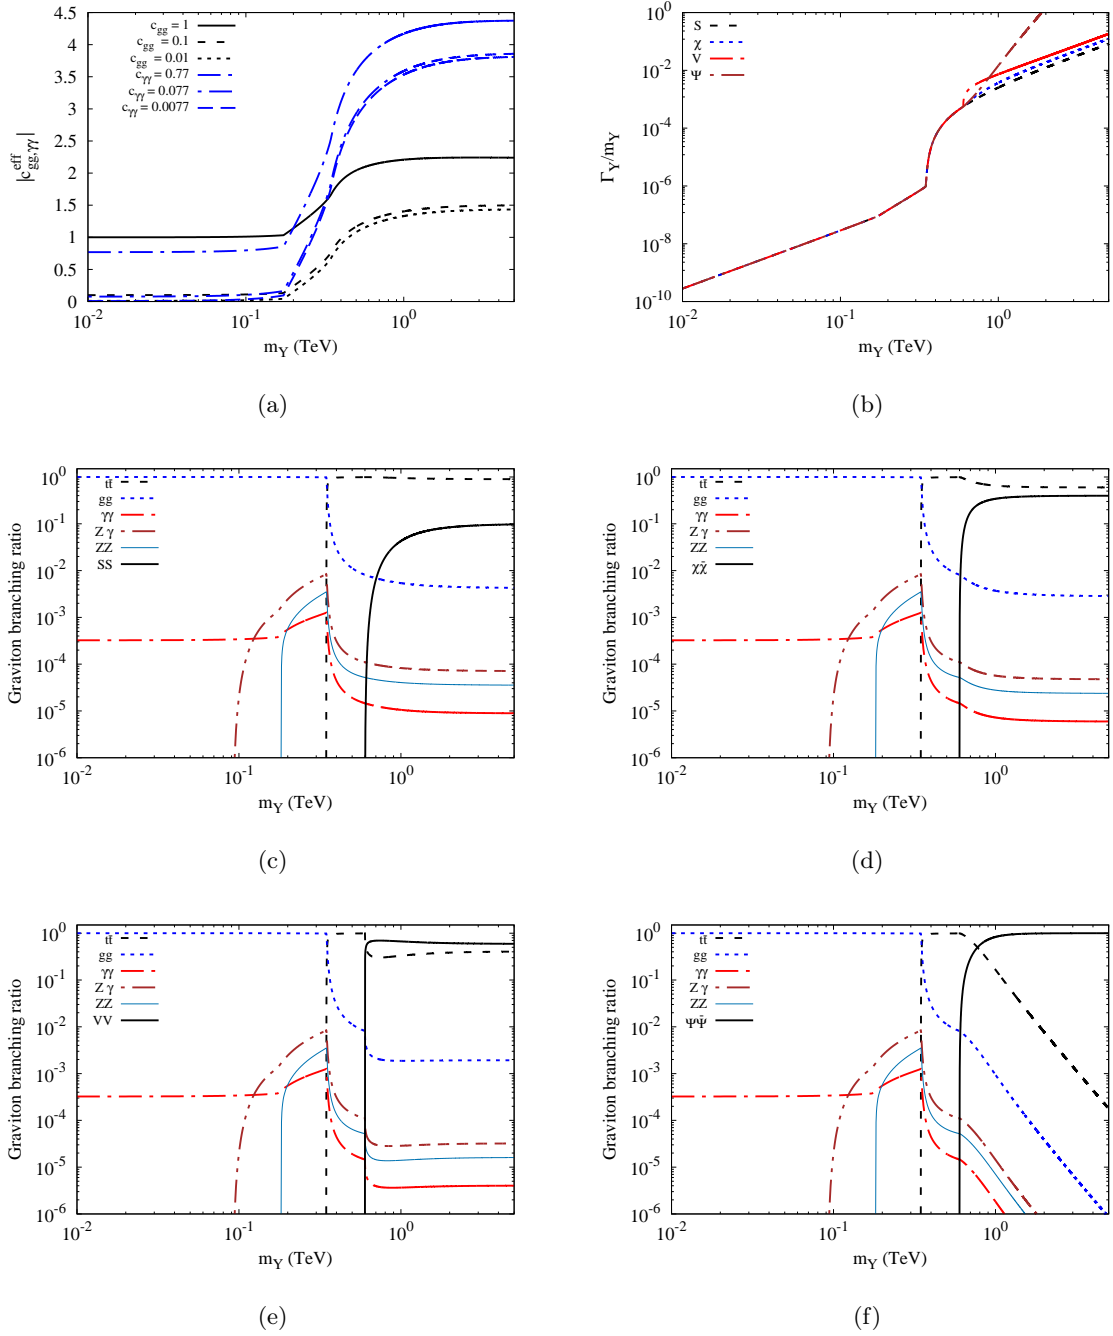 4.5
4
3.5
3
2.5
2
1.5
1
0.5
0
|c^eff_gg,γγ|
c_gg = 1
c_gg = 0.1
c_gg = 0.01
c_γγ = 0.77
c_γγ = 0.077
c_γγ = 0.0077
10^-2 10^-1 10^0
m_Y (TeV)
(a)
10^0
10^-2
10^-4
10^-6
10^-8
10^-10
Γ_Y/m_Y
S
χ
V
Ψ
10^-2 10^-1 10^0
m_Y (TeV)
(b)
10^0
10^-1
10^-2
10^-3
10^-4
10^-5
10^-6
Graviton branching ratio
tt̄
gg
γγ
Z γ
ZZ
SS
10^-2 10^-1 10^0
m_Y (TeV)
(c)
10^0
10^-1
10^-2
10^-3
10^-4
10^-5
10^-6
Graviton branching ratio
tt̄
gg
γγ
Z γ
ZZ
χχ̄
10^-2 10^-1 10^0
m_Y (TeV)
(d)
10^0
10^-1
10^-2
10^-3
10^-4
10^-5
10^-6
Graviton branching ratio
tt̄
gg
γγ
Z γ
ZZ
VV
10^-2 10^-1 10^0
m_Y (TeV)
(e)
10^0
10^-1
10^-2
10^-3
10^-4
10^-5
10^-6
Graviton branching ratio
tt̄
gg
γγ
Z γ
ZZ
ΨΨ̄
10^-2 10^-1 10^0
m_Y (TeV)
(f)